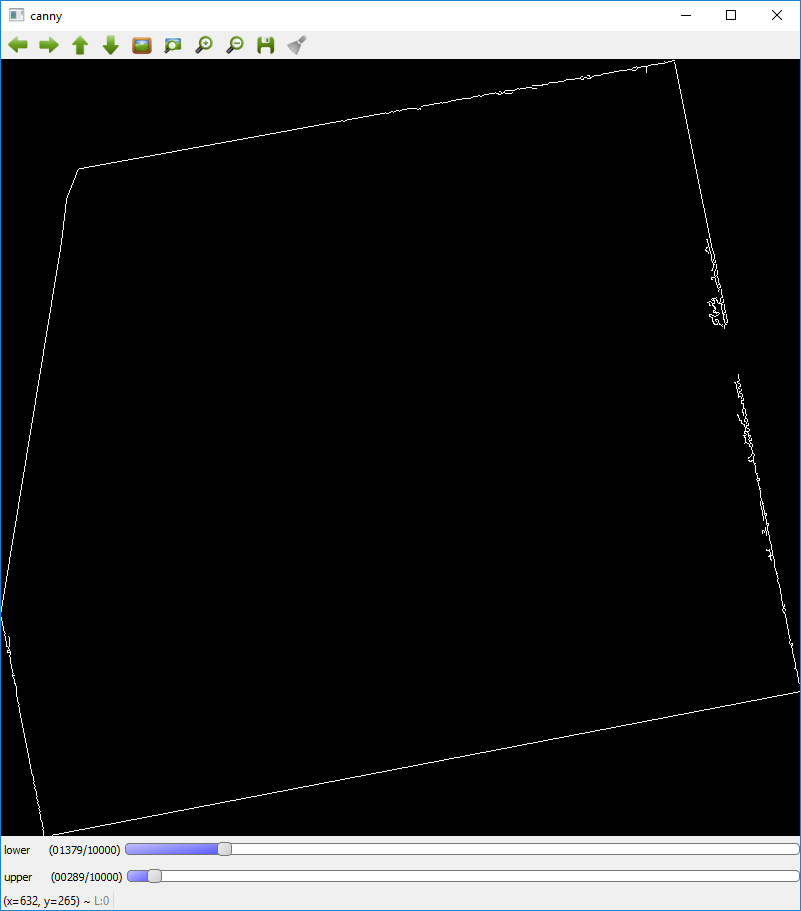 canny
lower (01379/10000)
upper (00289/10000)
(x=632, y=265) ~ L:0